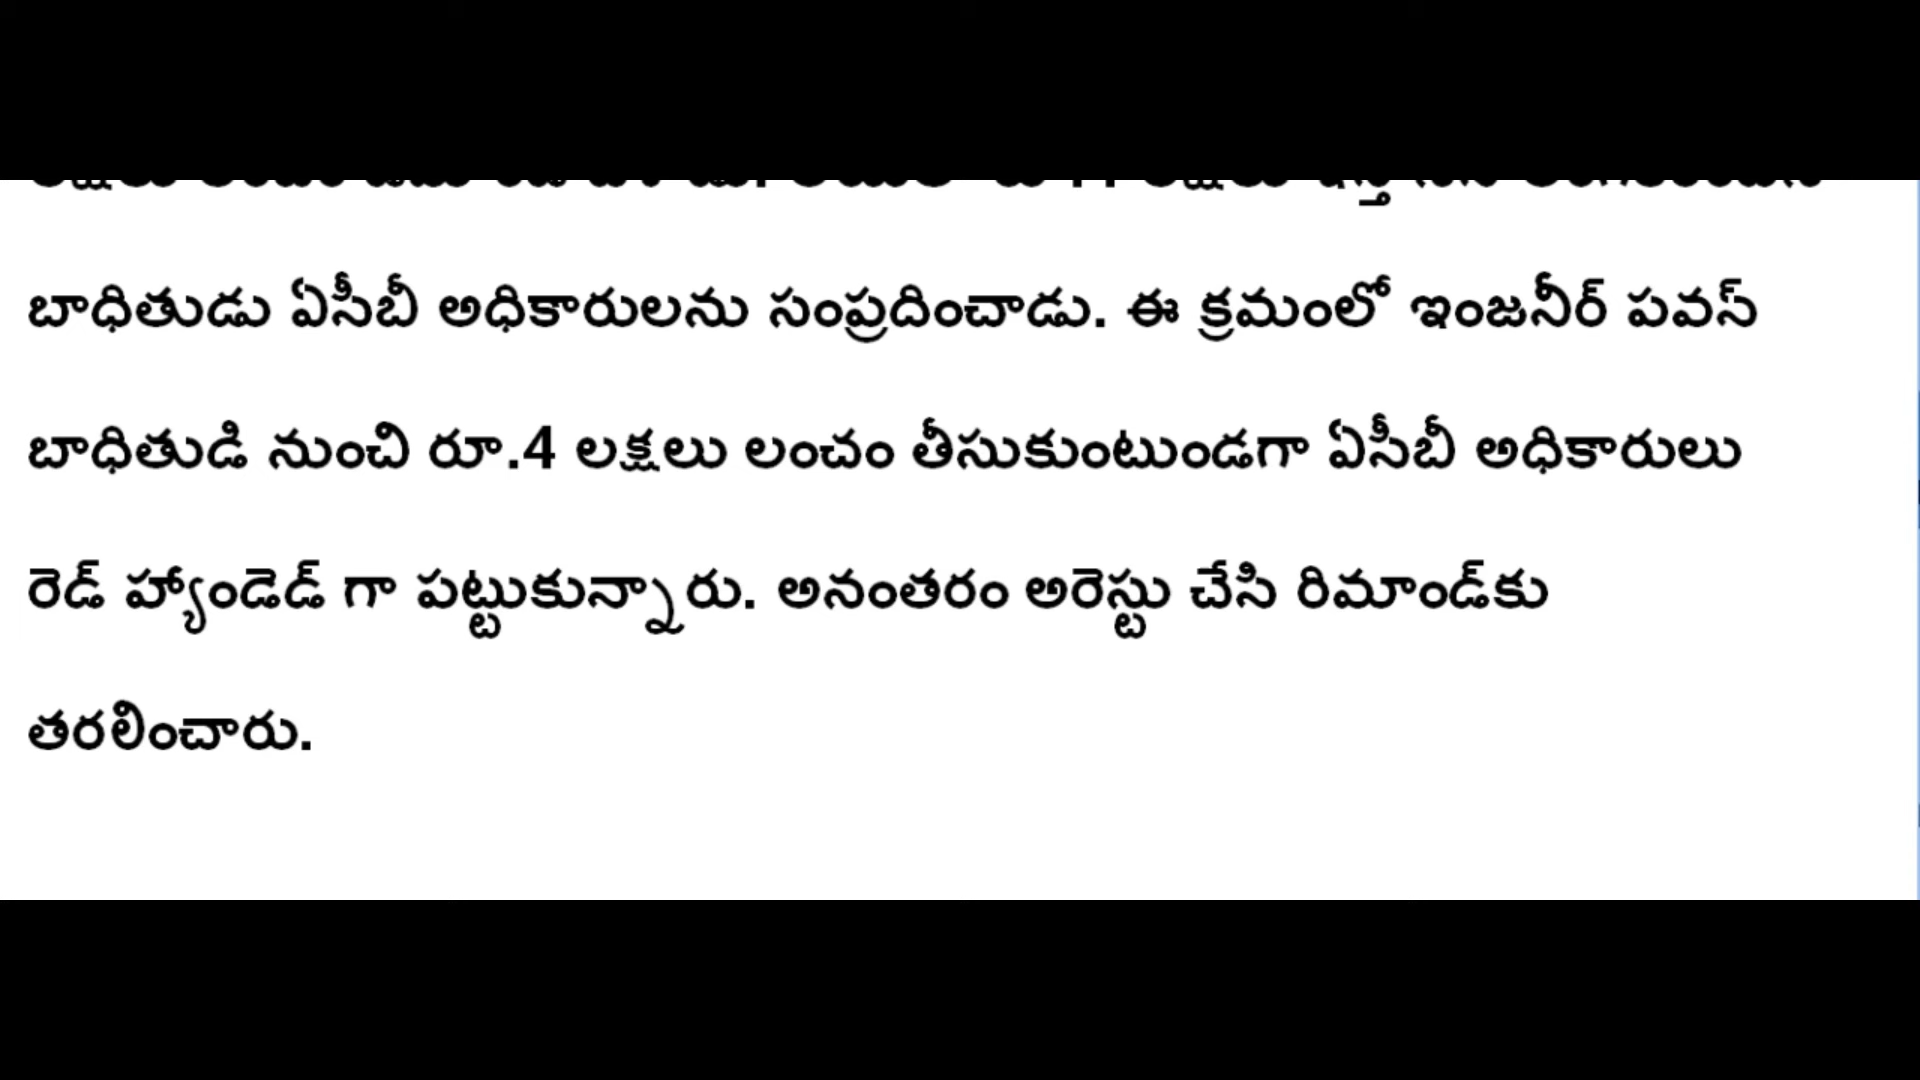 బాధితుడు ఏసీబీ అధికారులను సంప్రదించాడు. ఈ క్రమంలో ఇంజనీర్ పవస్
బాధితుడి నుంచి రూ.4 లక్షలు లంచం తీసుకుంటుండగా ఏసీబీ అధికారులు
రెడ్ హ్యాండెడ్ గా పట్టుకున్నారు. అనంతరం అరెస్టు చేసి రిమాండ్‌కు
తరలించారు.